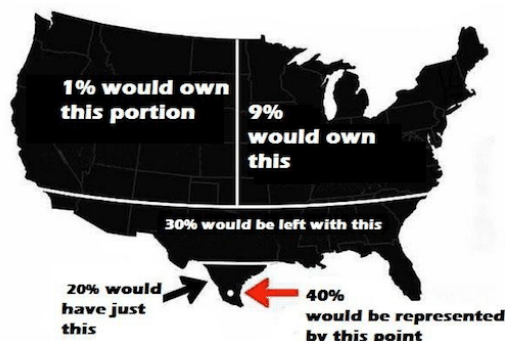 1% would own
this portion
9%
would own
this
30% would be left with this
20% would
have just
this
40%
would be represented
by this point